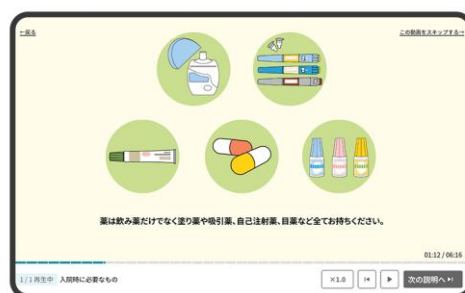 ←戻る
この動画をスキップする→
薬は飲み薬だけでなく塗り薬や吸引薬、自己注射薬、目薬など全てお持ちください。
01:12 / 06:16
1 / 1 再生中 入院時に必要なもの
×1.0
次の説明へ